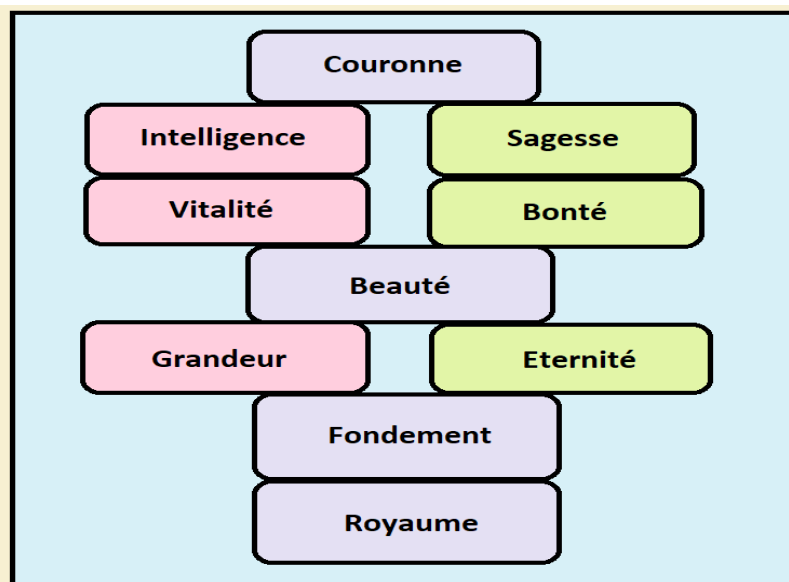 Couronne
Intelligence
Sagesse
Vitalité
Bonté
Beauté
Grandeur
Eternité
Fondement
Royaume